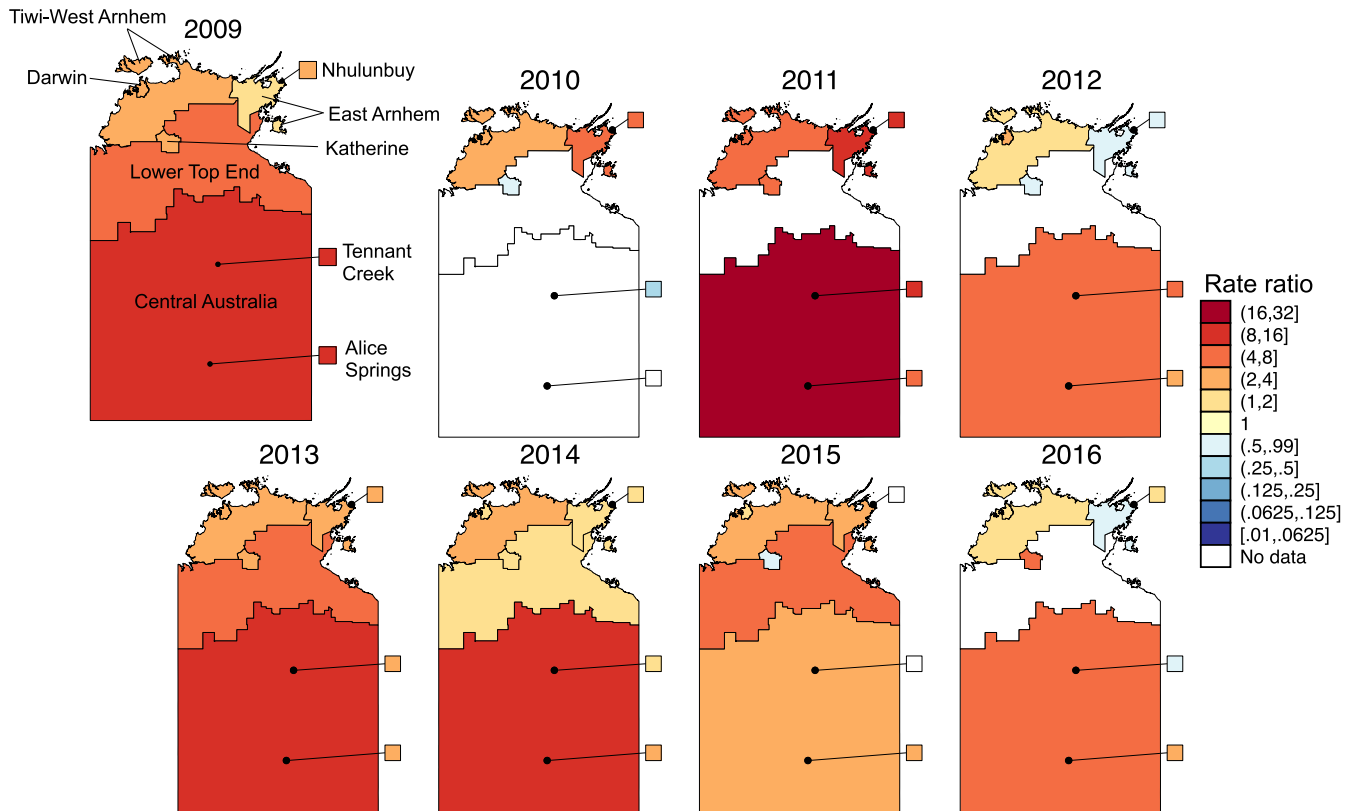 Tiwi-West Arnhem
2009
Darwin
Nhulunbuy
East Arnhem
Katherine
Lower Top End
Tennant
Creek
Central Australia
Alice
Springs
2010
2011
2012
2013
2014
2015
2016
Rate ratio
(16,32]
(8,16]
(4,8]
(2,4]
(1,2]
1
(.5,.99]
(.25,.5]
(.125,.25]
(.0625,.125]
[.01,.0625]
No data